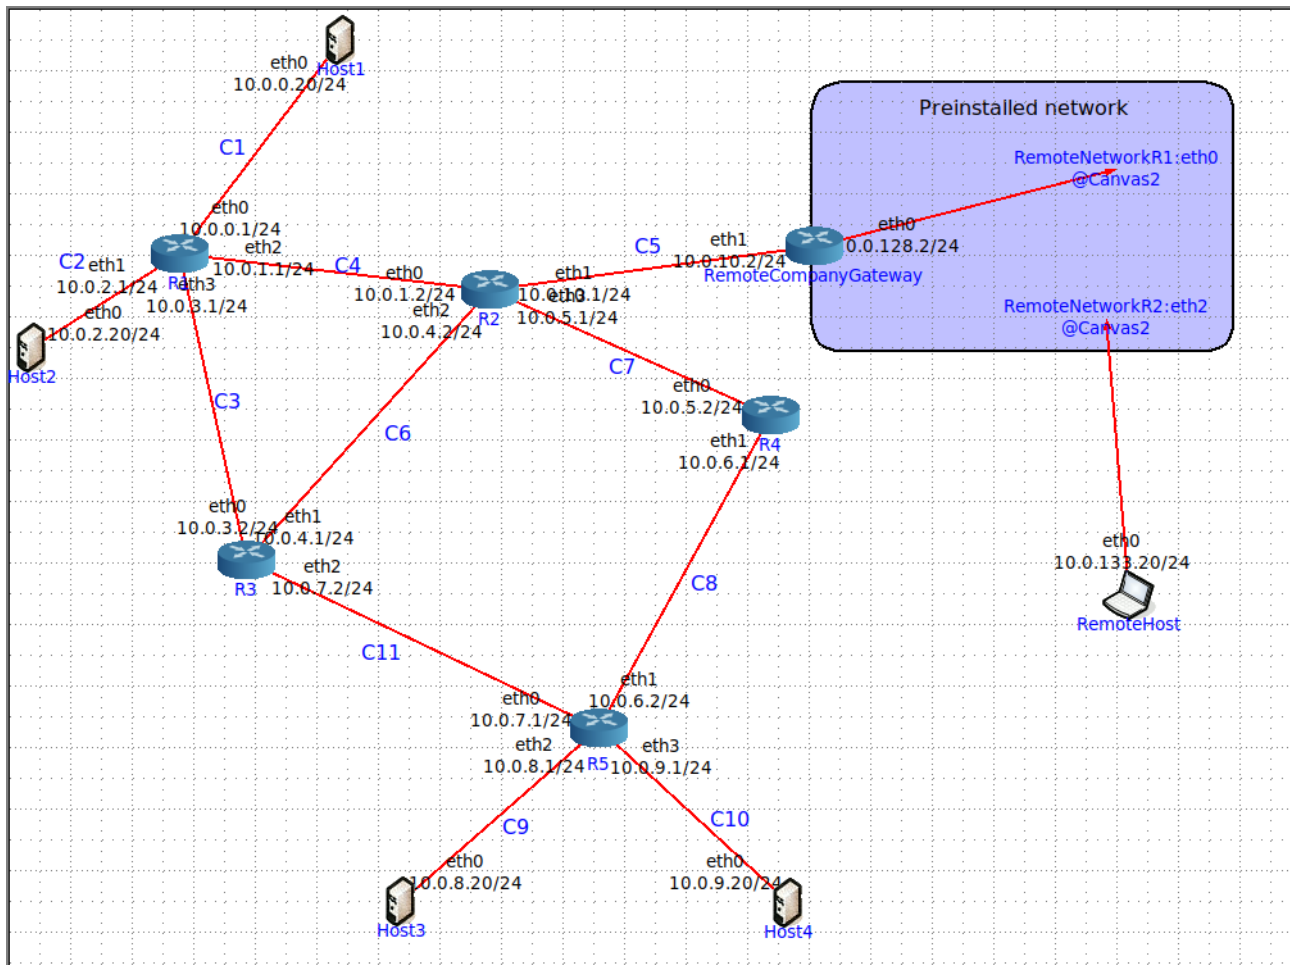 eth0
10.0.0.20/24
Host1
C1
Preinstalled network
RemoteNetworkR1:eth0
@Canvas2
eth0
10.0.0.1/24
eth2
10.0.1.1/24
C4
C2
eth1
10.0.2.1/24
eth3
10.0.3.1/24
eth0
10.0.2.20/24
Host2
eth0
10.0.1.2/24
eth2
10.0.4.2/24
R2
eth1
10.0.10.1/24
eth3
10.0.5.1/24
C5
eth1
10.0.10.2/24
eth0
0.0.128.2/24
RemoteCompanyGateway
RemoteNetworkR2:eth2
@Canvas2
C3
C6
C7
eth0
10.0.5.2/24
R4
eth1
10.0.6.1/24
eth0
10.0.3.2/24
eth1
10.0.4.1/24
R3
eth2
10.0.7.2/24
C8
eth0
10.0.133.20/24
RemoteHost
C11
eth0
10.0.7.1/24
eth1
10.0.6.2/24
eth2
10.0.8.1/24
R5
eth3
10.0.9.1/24
C9
C10
eth0
10.0.8.20/24
Host3
eth0
10.0.9.20/24
Host4